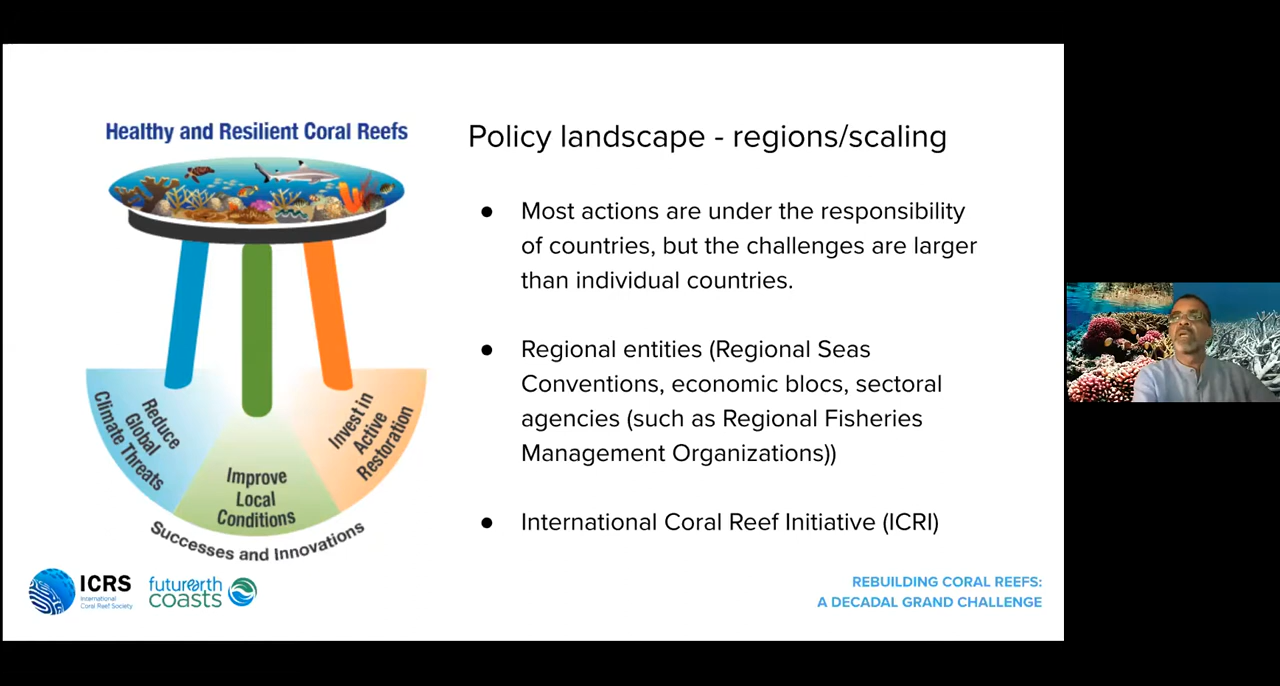 Healthy and Resilient Coral Reefs
Reduce
Global
Climate Threats
Improve
Local
Conditions
Invest in
Active
Restoration
Successes and Innovations
Policy landscape - regions/scaling
● Most actions are under the responsibility
of countries, but the challenges are larger
than individual countries.
● Regional entities (Regional Seas
Conventions, economic blocs, sectoral
agencies (such as Regional Fisheries
Management Organizations))
● International Coral Reef Initiative (ICRI)
ICRS
International
Coral Reef Society
futurearth
coasts
REBUILDING CORAL REEFS:
A DECADAL GRAND CHALLENGE